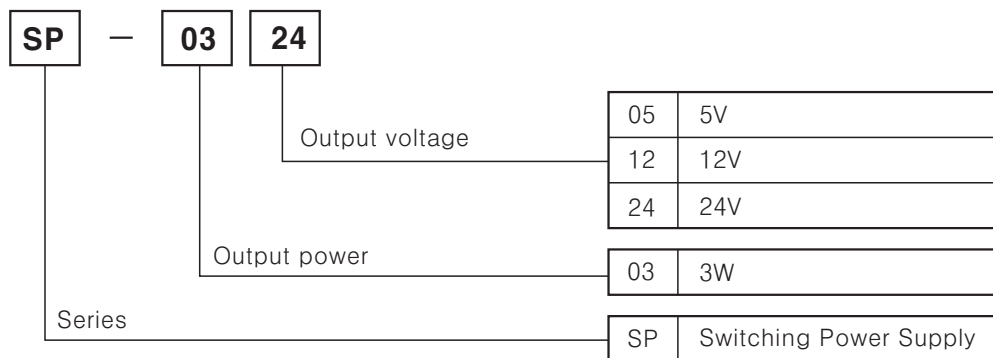 SP – 03 24
Output voltage
05 5V
12 12V
24 24V
Output power
03 3W
Series
SP Switching Power Supply